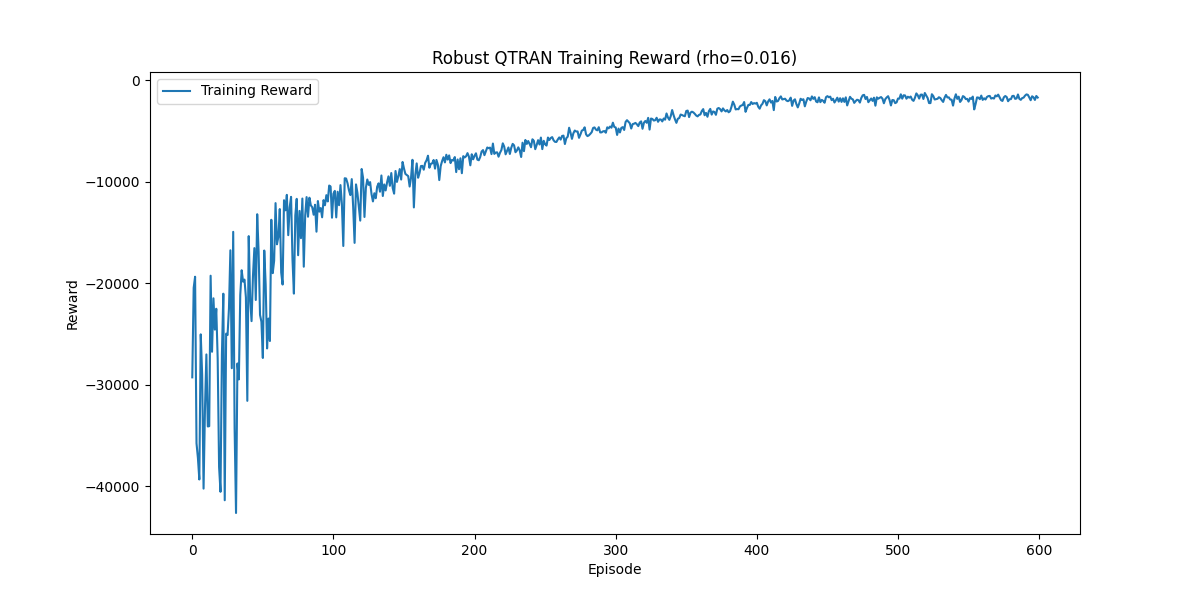 Robust QTRAN Training Reward (rho=0.016)
Training Reward
Reward
0
−10000
−20000
−30000
−40000
0 100 200 300 400 500 600
Episode